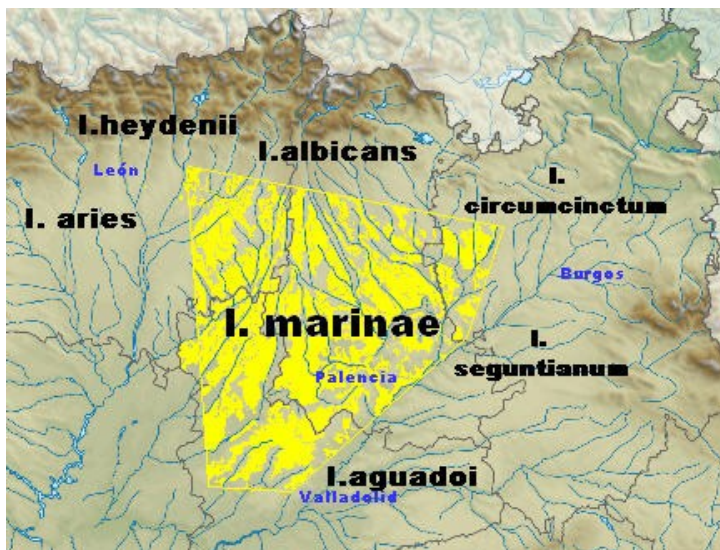 I.heydenii
I.albicans
León
I.
circumcinctum
I. aries
Burgos
I. marinae
I.
seguntianum
Palencia
I.aguadoi
Valladolid